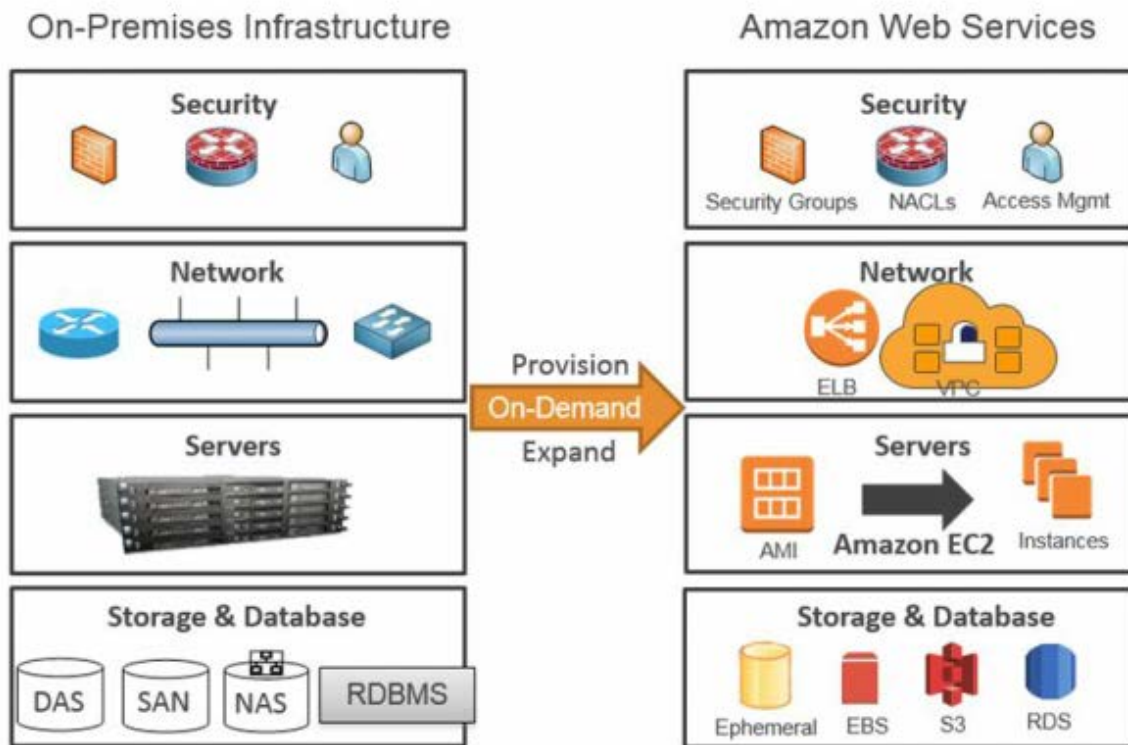 On-Premises Infrastructure
Security
Network
Servers
Storage & Database
DAS
SAN
NAS
RDBMS
Provision
On-Demand
Expand
Amazon Web Services
Security
Security Groups
NACLs
Access Mgmt
Network
ELB
VPC
Servers
AMI
Amazon EC2
Instances
Storage & Database
Ephemeral
EBS
S3
RDS